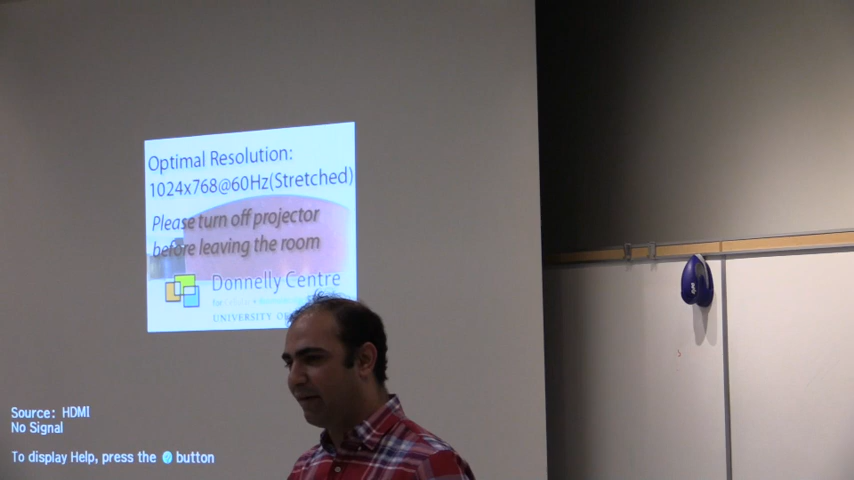 Optimal Resolution:
1024x768@60Hz(Stretched)
Please turn off projector
before leaving the room
Donnelly Centre
UNIVERSITY OF
Source: HDMI
No Signal
To display Help, press the ? button